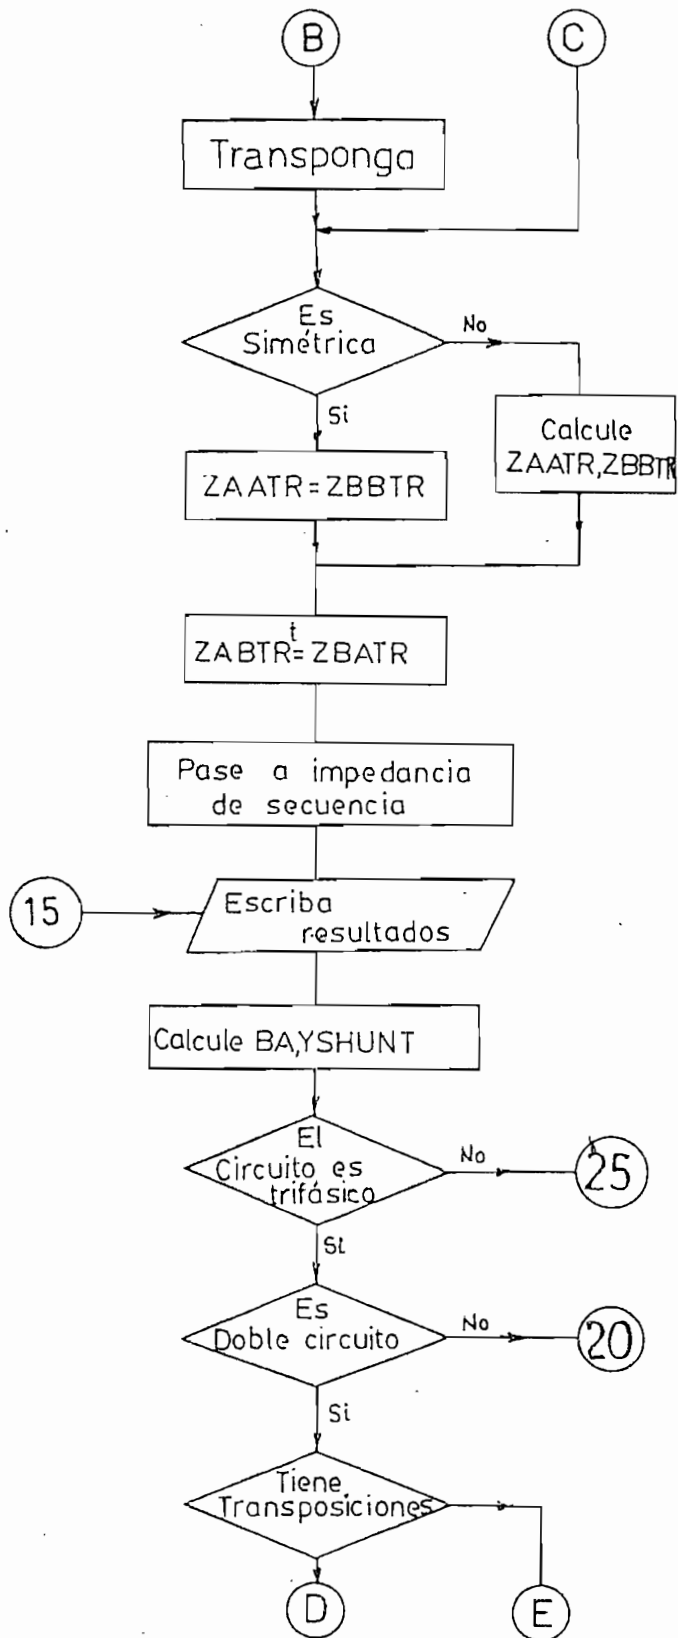 B
C
Transponga
Es
Simétrica
No
Si
Calcule
ZAATR,ZBBTR
ZAATR=ZBBTR
t
ZABTR=ZBATR
Pase a impedancia
de secuencia
15
Escriba
resultados
Calcule BA,YSHUNT
El
Circuito es
trifásico
No
25
Si
Es
Doble circuito
No
20
Si
Tiene
Transposiciones
D
E